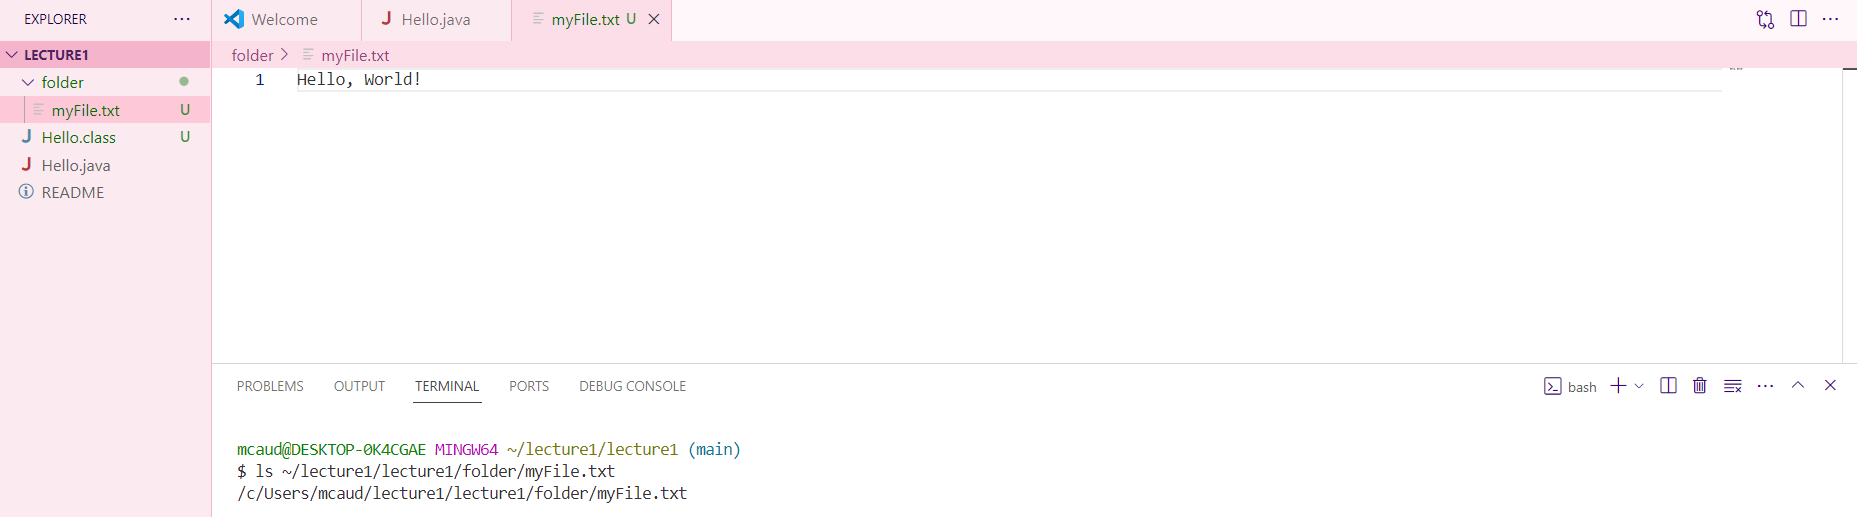 EXPLORER
LECTURE1
folder
myFile.txt U
Hello.class U
Hello.java
README
Welcome
Hello.java
myFile.txt U
folder > myFile.txt
1 Hello, World!
PROBLEMS OUTPUT TERMINAL PORTS DEBUG CONSOLE
bash
mcaud@DESKTOP-0K4CGAE MINGW64 ~/lecture1/lecture1 (main)
$ ls ~/lecture1/lecture1/folder/myFile.txt
/c/Users/mcaud/lecture1/lecture1/folder/myFile.txt